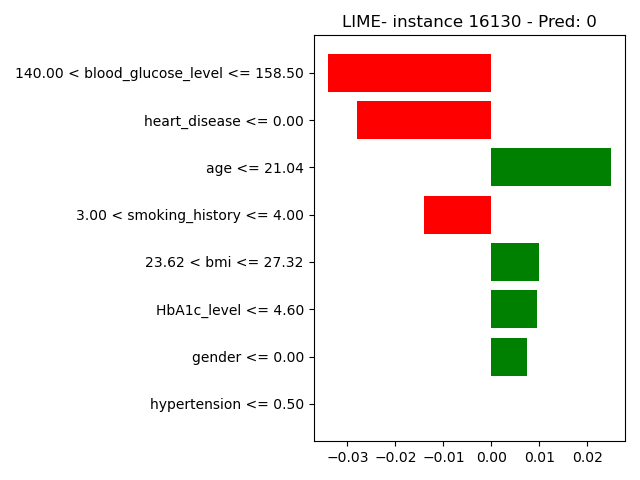 LIME- instance 16130 - Pred: 0
140.00 < blood_glucose_level <= 158.50
heart_disease <= 0.00
age <= 21.04
3.00 < smoking_history <= 4.00
23.62 < bmi <= 27.32
HbA1c_level <= 4.60
gender <= 0.00
hypertension <= 0.50
−0.03 −0.02 −0.01 0.00 0.01 0.02